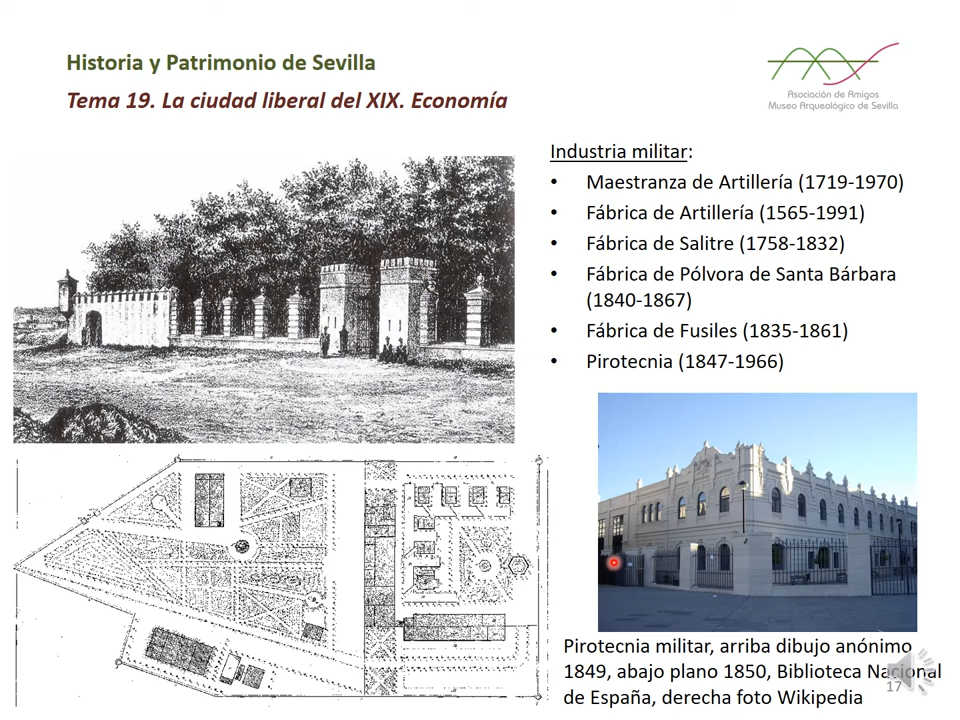 Historia y Patrimonio de Sevilla
Tema 19. La ciudad liberal del XIX. Economía
Asociación de Amigos
Museo Arqueológico de Sevilla
Industria militar:
• Maestranza de Artillería (1719-1970)
• Fábrica de Artillería (1565-1991)
• Fábrica de Salitre (1758-1832)
• Fábrica de Pólvora de Santa Bárbara
(1840-1867)
• Fábrica de Fusiles (1835-1861)
• Pirotecnia (1847-1966)
Pirotecnia militar, arriba dibujo anónimo
1849, abajo plano 1850, Biblioteca Nacional
de España, derecha foto Wikipedia
17